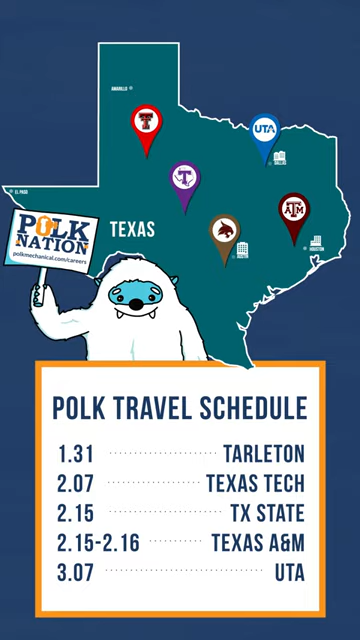 AMARILLO
UTA
DALLAS
EL PASO
T
A&M
POLK
NATION
polkmechanical.com/careers
TEXAS
AUSTIN
HOUSTON
POLK TRAVEL SCHEDULE
1.31 TARLETON
2.07 TEXAS TECH
2.15 TX STATE
2.15-2.16 TEXAS A&M
3.07 UTA